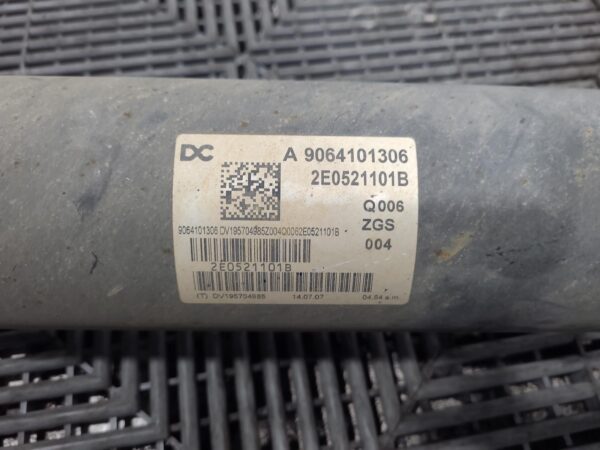 DC A 9064101306
2E0521101B
Q006
ZGS
004
9064101306 DV195704985Z004Q0062E0521101B
2E0521101B
(T) DV195704985 14.07.07 04.54 a.m.